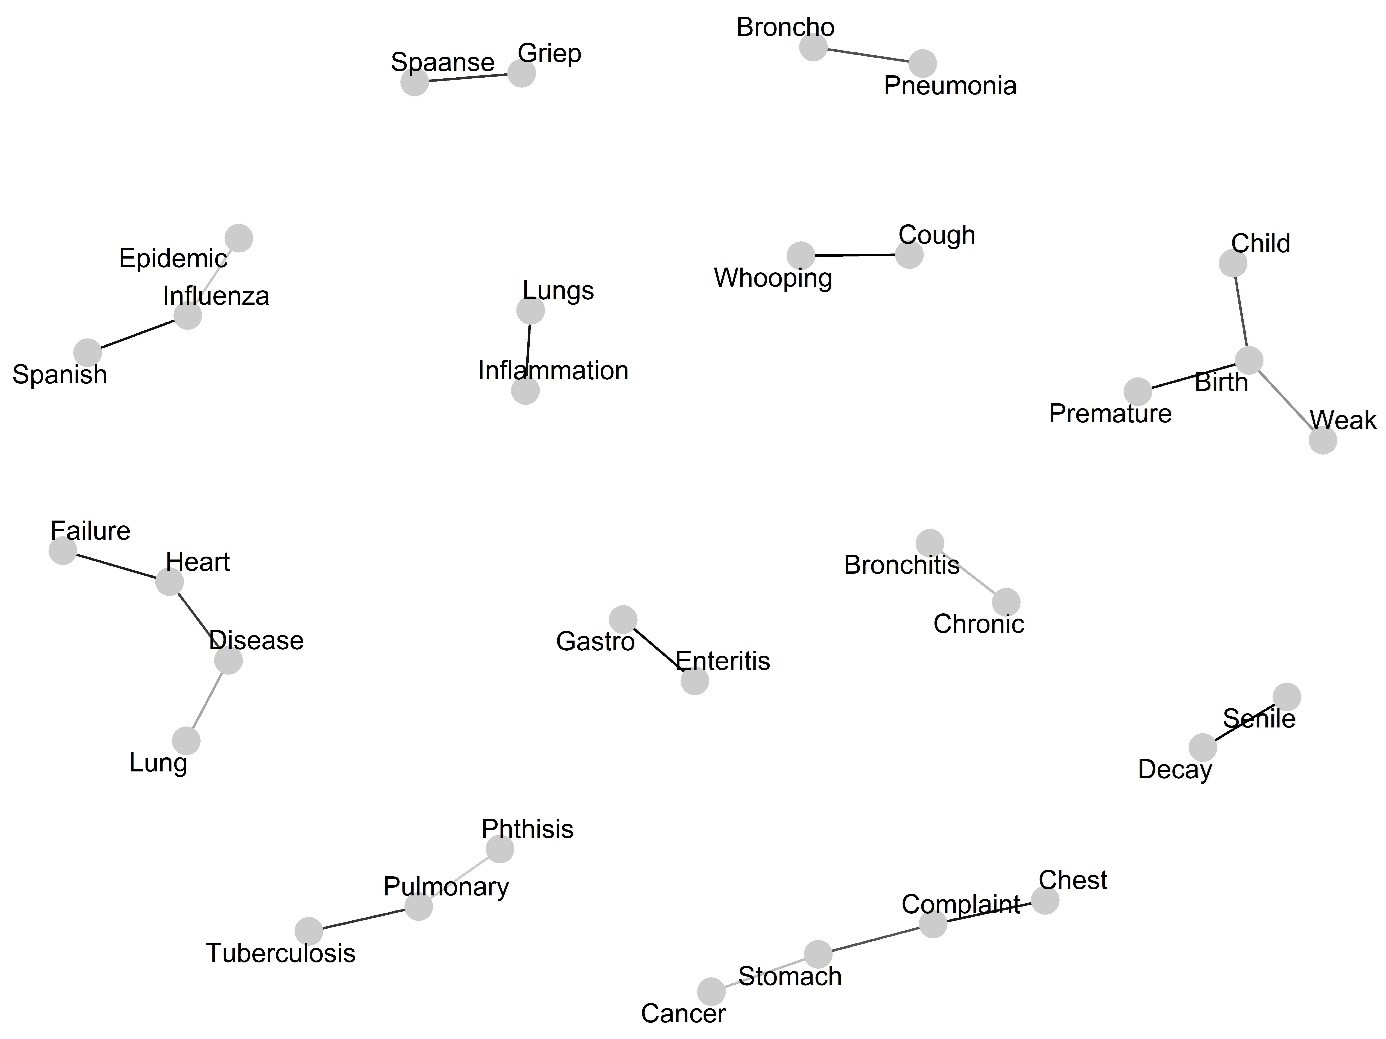 Broncho
Spaanse Griep
Pneumonia
Epidemic
Influenza
Spanish
Lungs
Inflammation
Whooping
Cough
Child
Birth
Premature
Weak
Failure
Heart
Disease
Lung
Gastro
Enteritis
Bronchitis
Chronic
Senile
Decay
Phthisis
Pulmonary
Tuberculosis
Chest
Complaint
Stomach
Cancer